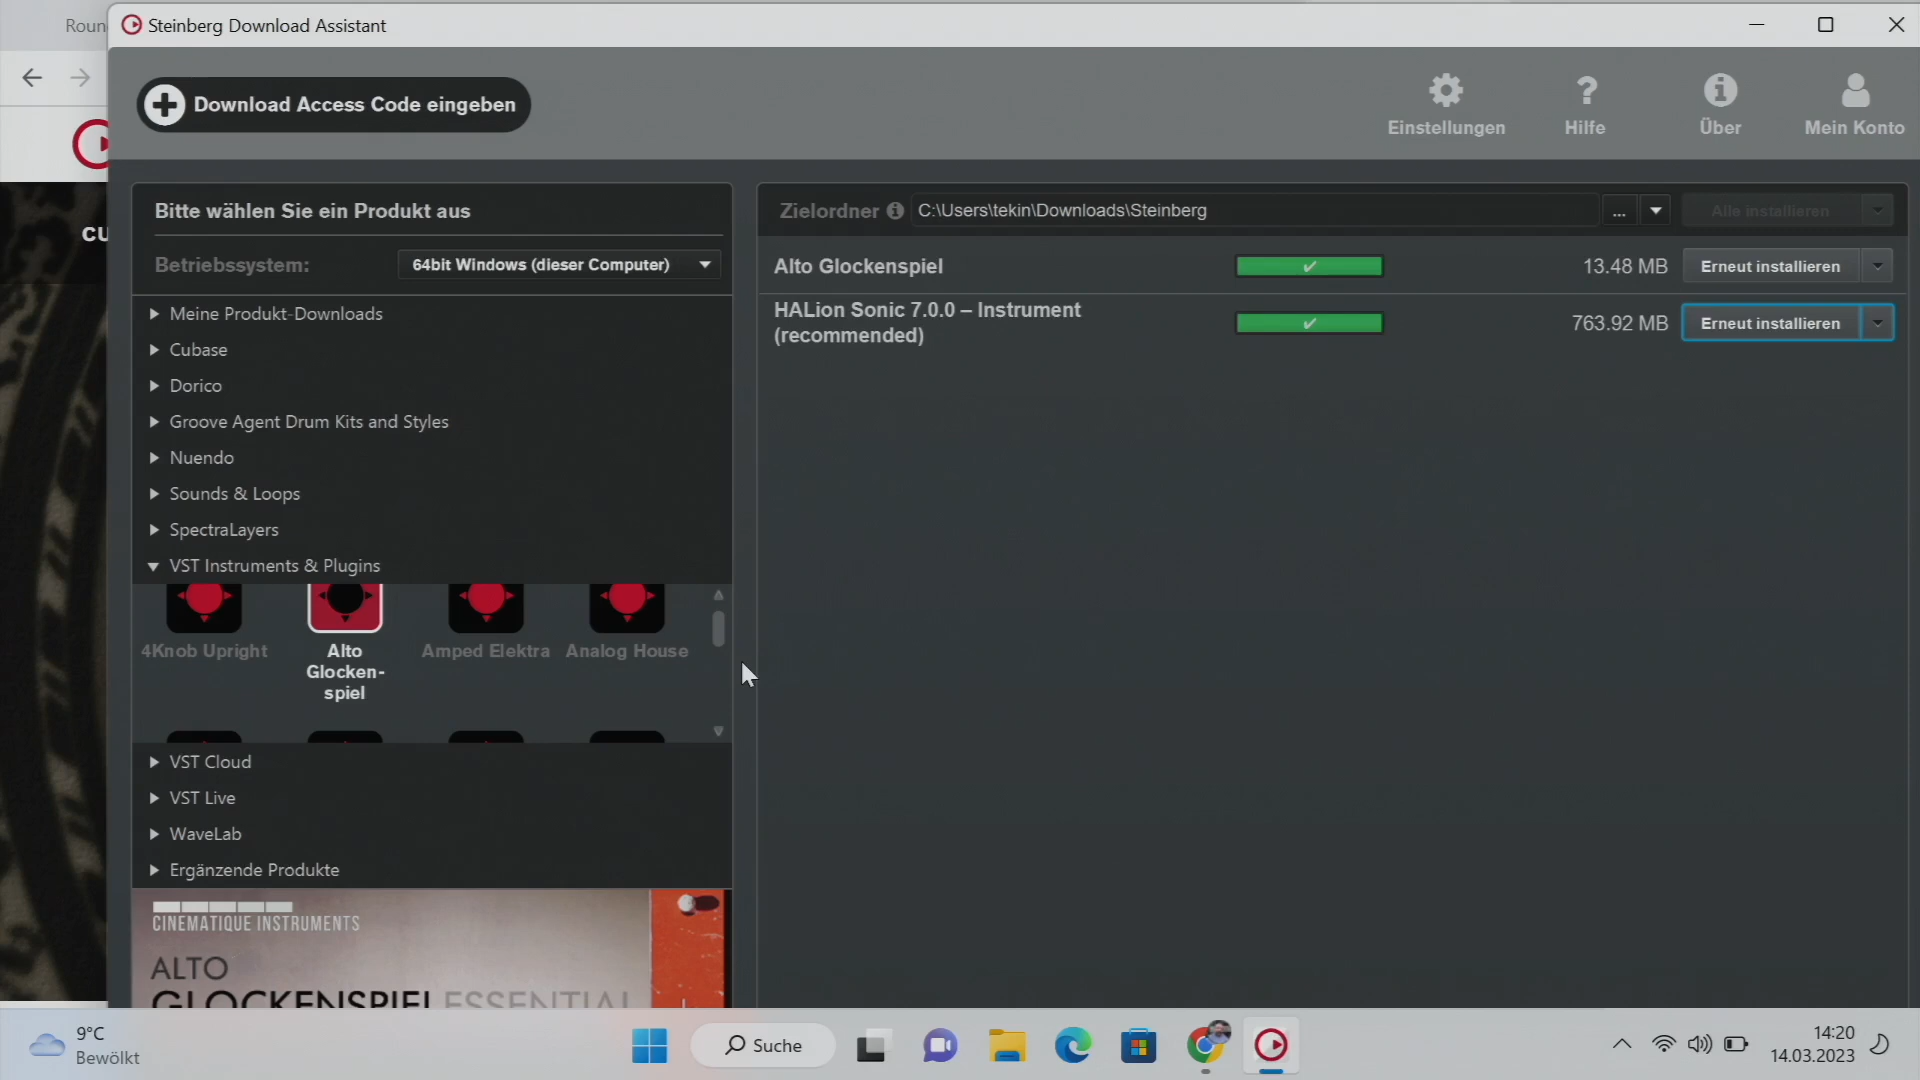 Roun
Steinberg Download Assistant
Download Access Code eingeben
Einstellungen
Hilfe
Über
Mein Konto
cu
Bitte wählen Sie ein Produkt aus
Betriebssystem:
64bit Windows (dieser Computer)
Meine Produkt-Downloads
Cubase
Dorico
Groove Agent Drum Kits and Styles
Nuendo
Sounds & Loops
SpectraLayers
VST Instruments & Plugins
4Knob Upright
Alto
Glocken-
spiel
Amped Elektra
Analog House
VST Cloud
VST Live
WaveLab
Ergänzende Produkte
CINEMATIQUE INSTRUMENTS
ALTO
GLOCKENSPIEL ESSENTIAL
Zielordner
C:\Users\tekin\Downloads\Steinberg
...
Alle installieren
Alto Glockenspiel
13.48 MB
Erneut installieren
HALion Sonic 7.0.0 – Instrument
(recommended)
763.92 MB
Erneut installieren
9°C
Bewölkt
Suche
14:20
14.03.2023